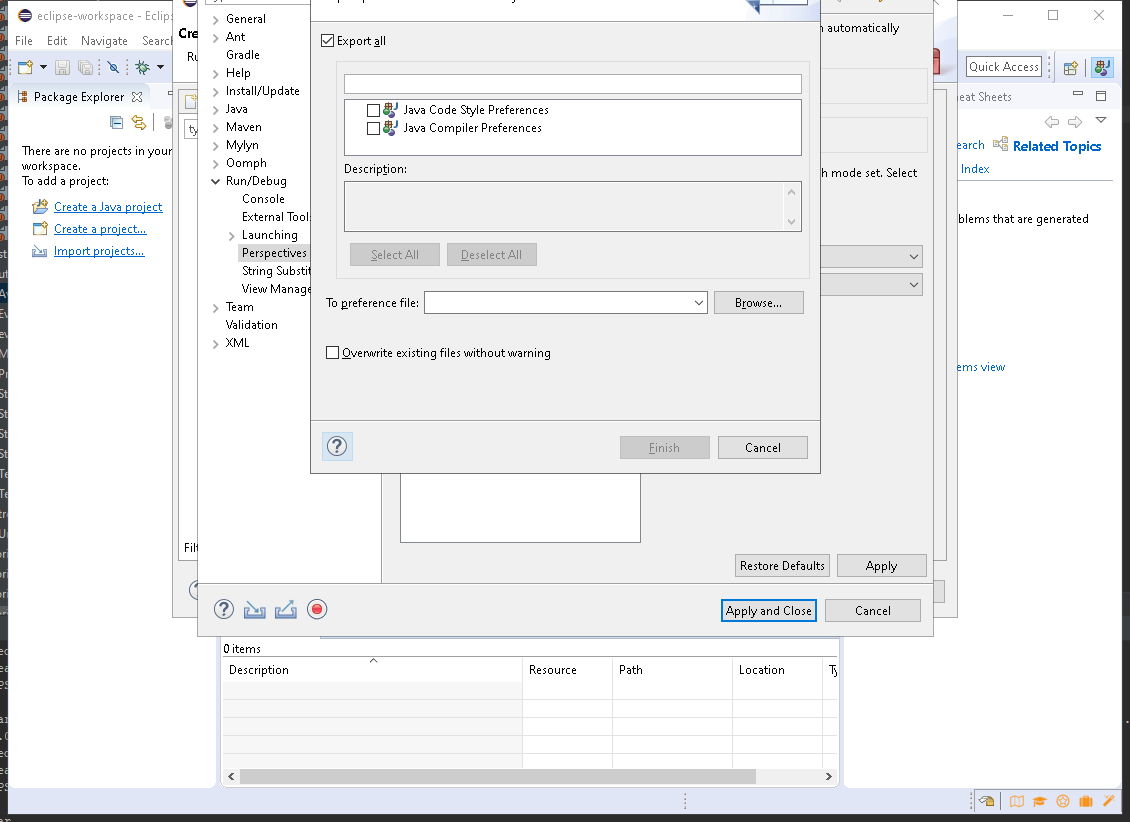 eclipse-workspace - Eclips
File Edit Navigate Search
Quick Access
Package Explorer
There are no projects in your
workspace.
To add a project:
Create a Java project
Create a project...
Import projects...
Cre
Ru
ty
Filt
General
Ant
Gradle
Help
Install/Update
Java
Maven
Mylyn
Oomph
Run/Debug
Console
External Tools
Launching
Perspectives
String Substit
View Manage
Team
Validation
XML
Export all
Java Code Style Preferences
Java Compiler Preferences
Description:
Select All Deselect All
To preference file: Browse...
Overwrite existing files without warning
Finish Cancel
automatically
h mode set. Select
Restore Defaults Apply
Apply and Close Cancel
eat Sheets
earch Related Topics
Index
blems that are generated
ems view
0 items
Description Resource Path Location Ty